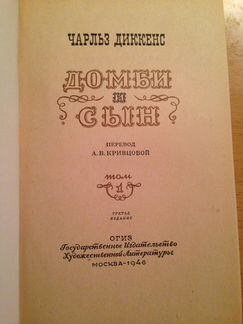 ЧАРЛЬЗ ДИККЕНС
ДОМБИ
И
СЫН
ПЕРЕВОД
А. В. КРИВЦОВОЙ
том
1
ТРЕТЬЕ
ИЗДАНИЕ
ОГИЗ
Государственное Издательство
Художественной Литературы
МОСКВА - 1946